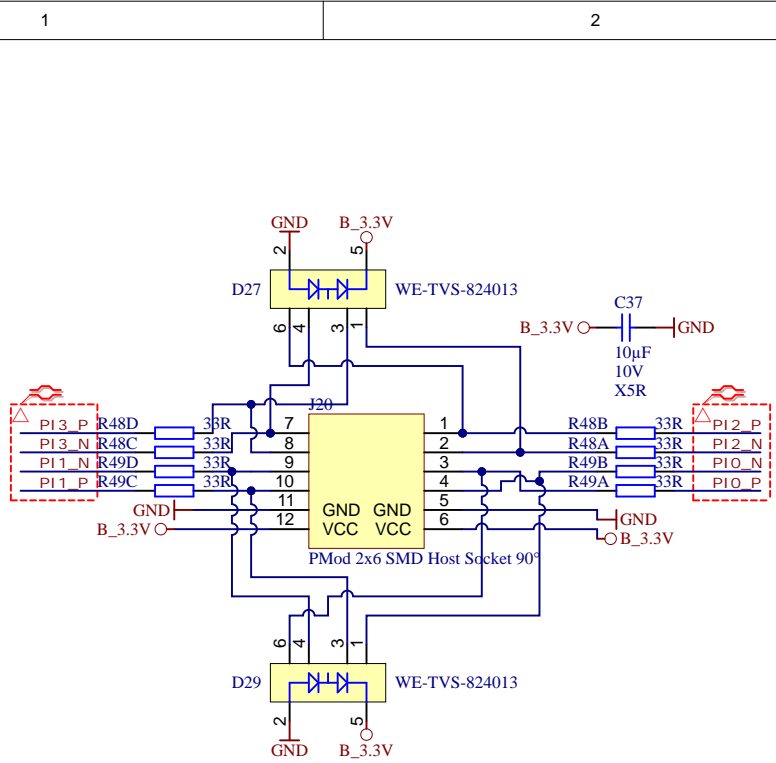 1 2
GND B_3.3V
2 5
D27 WE-TVS-824013
6 4 3 1
C37
B_3.3V GND
10µF
10V
X5R
J20
PI3_P R48D 33R 7 1 R48B 33R PI2_P
PI3_N R48C 33R 8 2 R48A 33R PI2_N
PI1_N R49D 33R 9 3 R49B 33R PI0_N
PI1_P R49C 33R 10 4 R49A 33R PI0_P
GND 11 GND GND 5 GND
B_3.3V 12 VCC VCC 6 B_3.3V
PMod 2x6 SMD Host Socket 90°
6 4 3 1
D29 WE-TVS-824013
2 5
GND B_3.3V